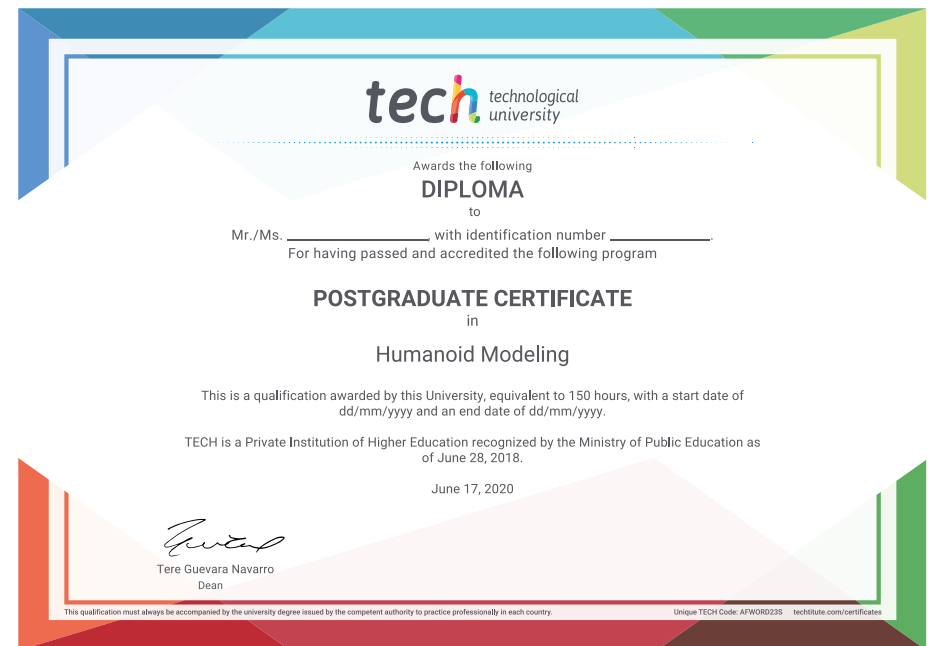 tech technological
university
Awards the following
DIPLOMA
to
Mr./Ms. ____________, with identification number ____________.
For having passed and accredited the following program
POSTGRADUATE CERTIFICATE
in
Humanoid Modeling
This is a qualification awarded by this University, equivalent to 150 hours, with a start date of
dd/mm/yyyy and an end date of dd/mm/yyyy.
TECH is a Private Institution of Higher Education recognized by the Ministry of Public Education as
of June 28, 2018.
June 17, 2020
Tere Guevara Navarro
Dean
This qualification must always be accompanied by the university degree issued by the competent authority to practice professionally in each country.
Unique TECH Code: AFWORD23S techtitute.com/certificates